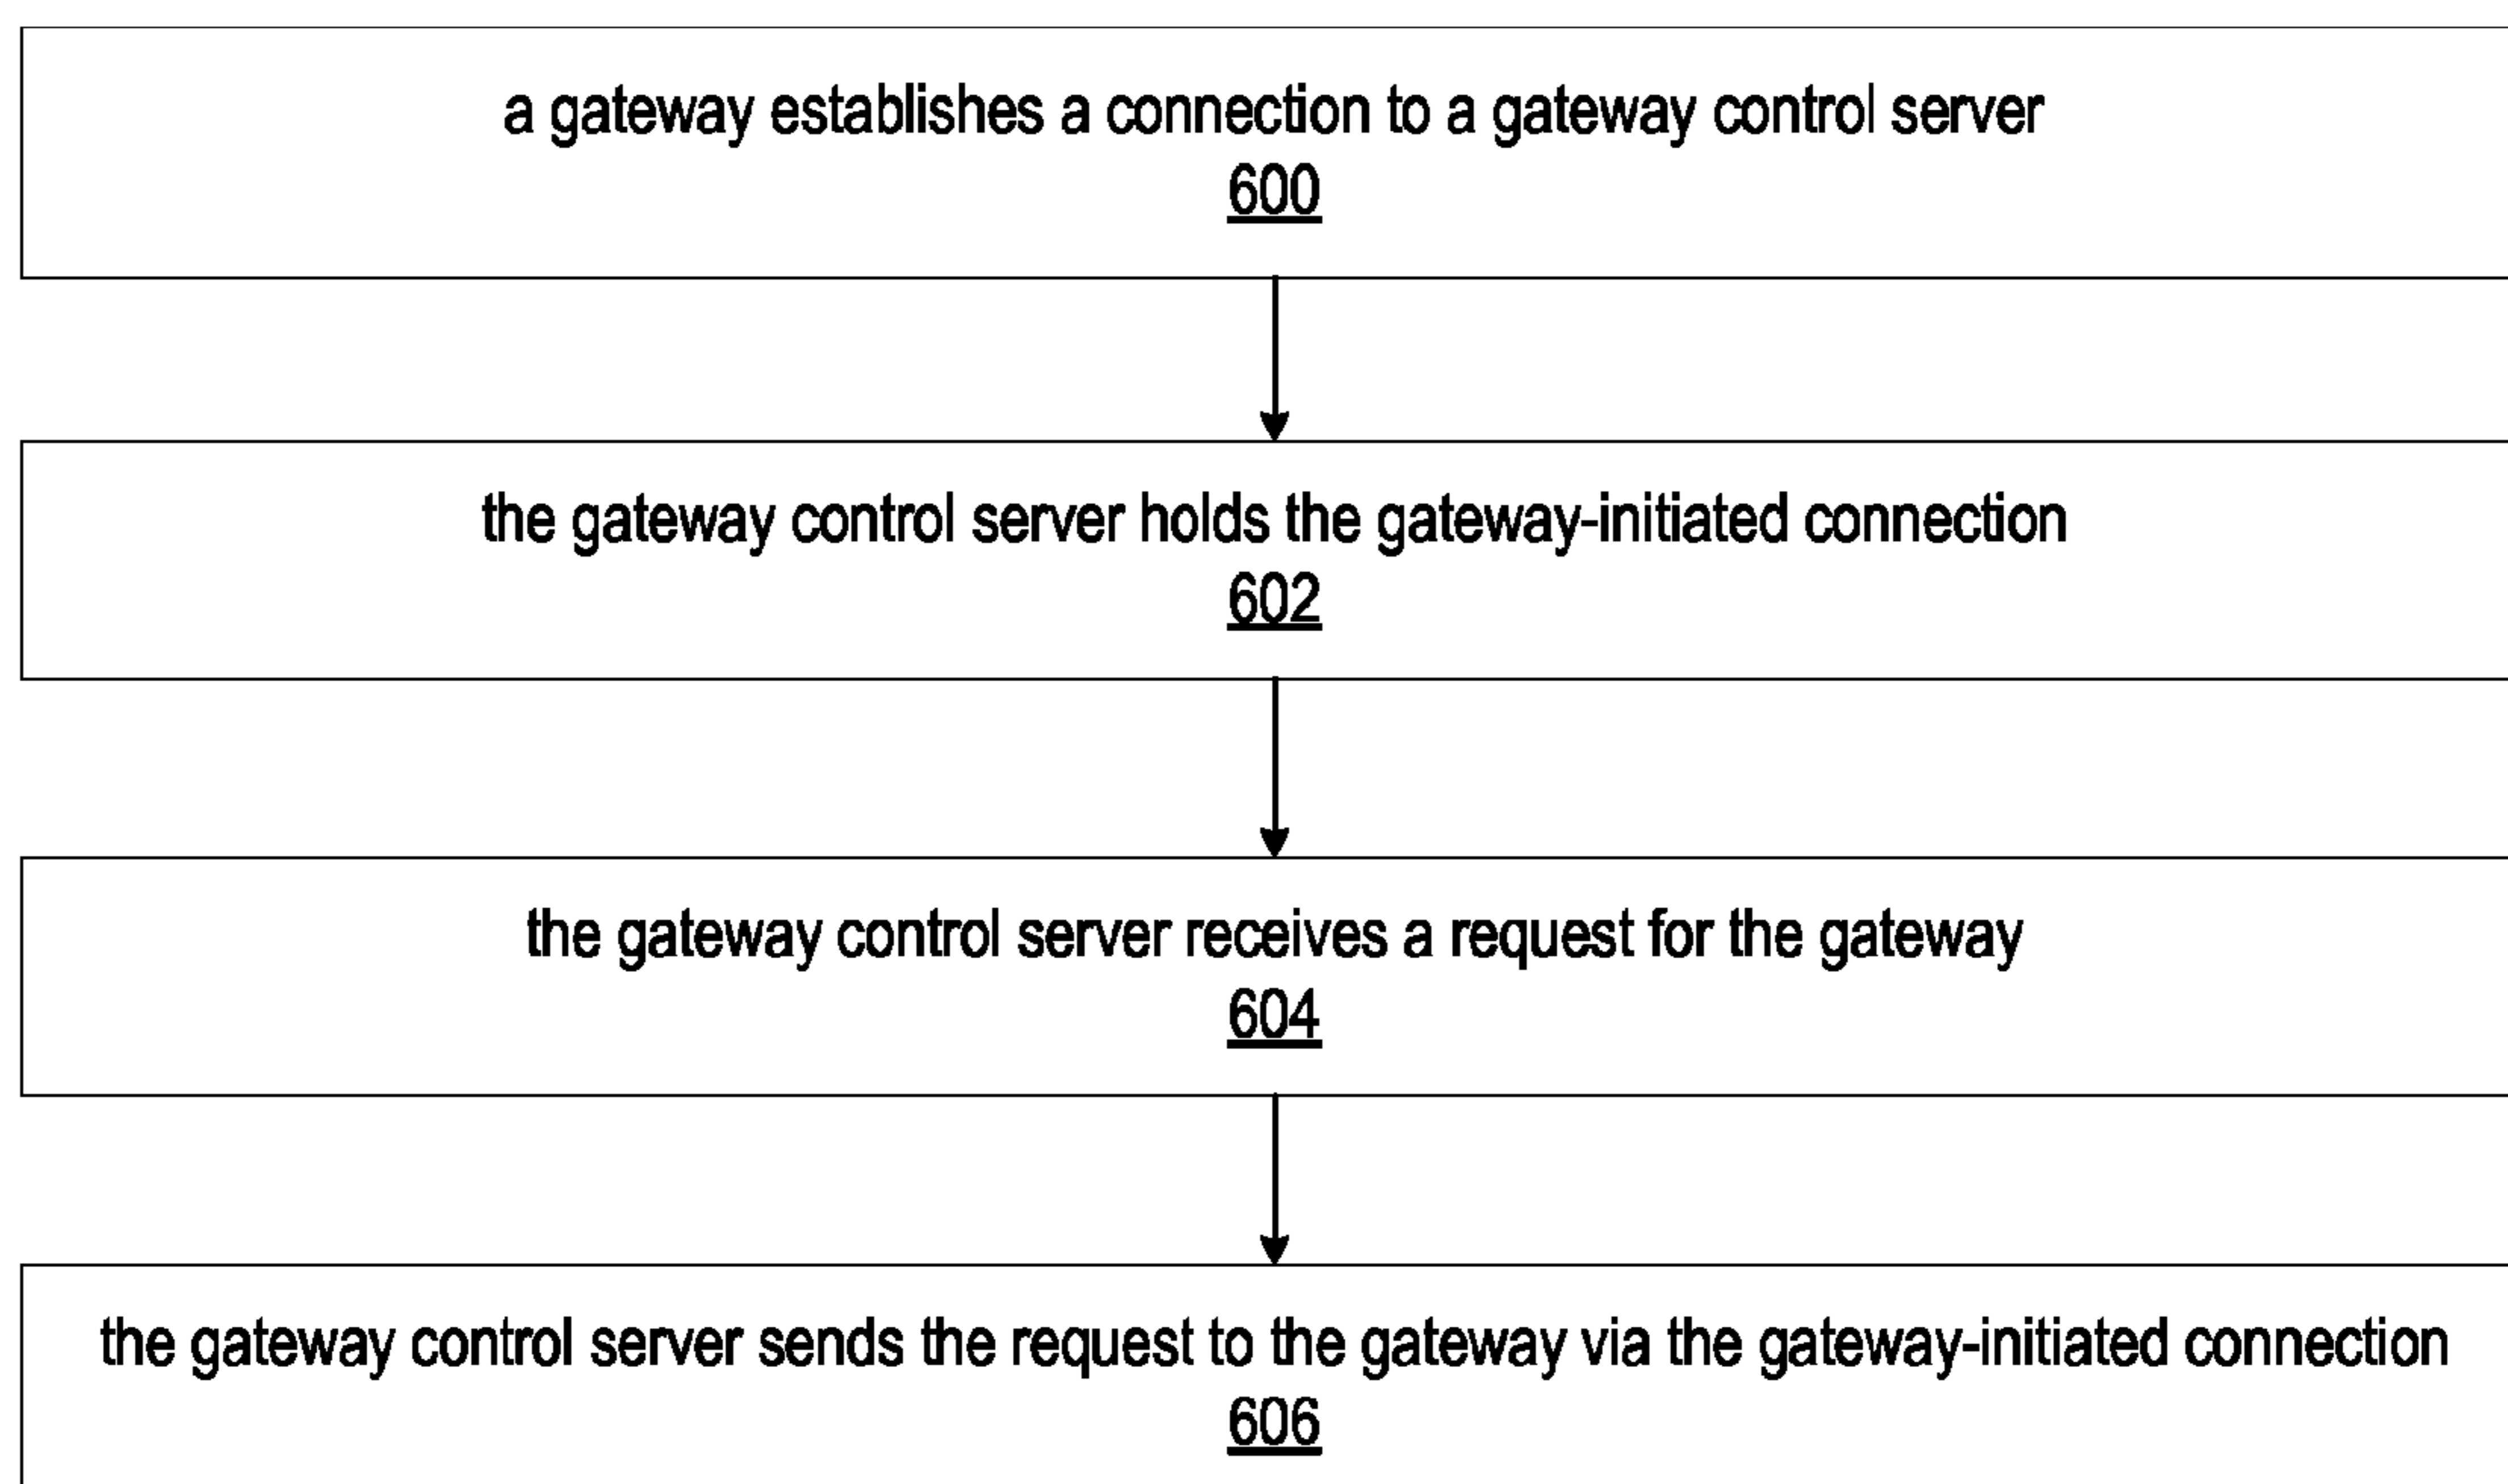 a gateway establishes a connection to a gateway control server
600
the gateway control server holds the gateway-initiated connection
602
the gateway control server receives a request for the gateway
604
the gateway control server sends the request to the gateway via the gateway-initiated connection
606